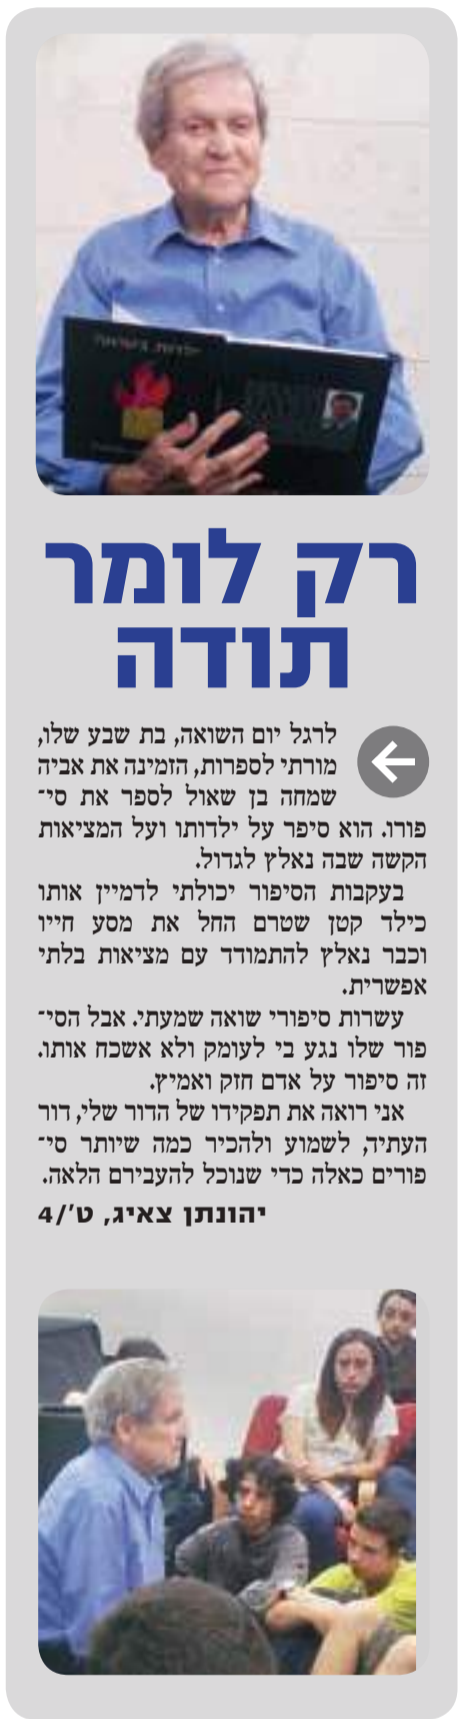 רק לומר
תודה
לרגל יום השואה, בת שבע שלו,
מורתי לספרות, הזמינה את אביה
שמחה בן שאול לספר את סי־
פורו. הוא סיפר על ילדותו ועל המציאות
הקשה שבה נאלץ לגדול.
בעקבות הסיפור יכולתי לדמיין אותו
כילד קטן שטרם החל את מסע חייו
וכבר נאלץ להתמודד עם מציאות בלתי
אפשרית.
עשרות סיפורי שואה שמעתי. אבל הסי־
פור שלו נגע בי לעומק ולא אשכח אותו.
זה סיפור על אדם חזק ואמיץ.
אני רואה את תפקידו של הדור שלי, דור
העתיד, לשמוע ולהכיר כמה שיותר סי־
פורים כאלה כדי שנוכל להעבירם הלאה.
יהונתן צאיג, ט'/4